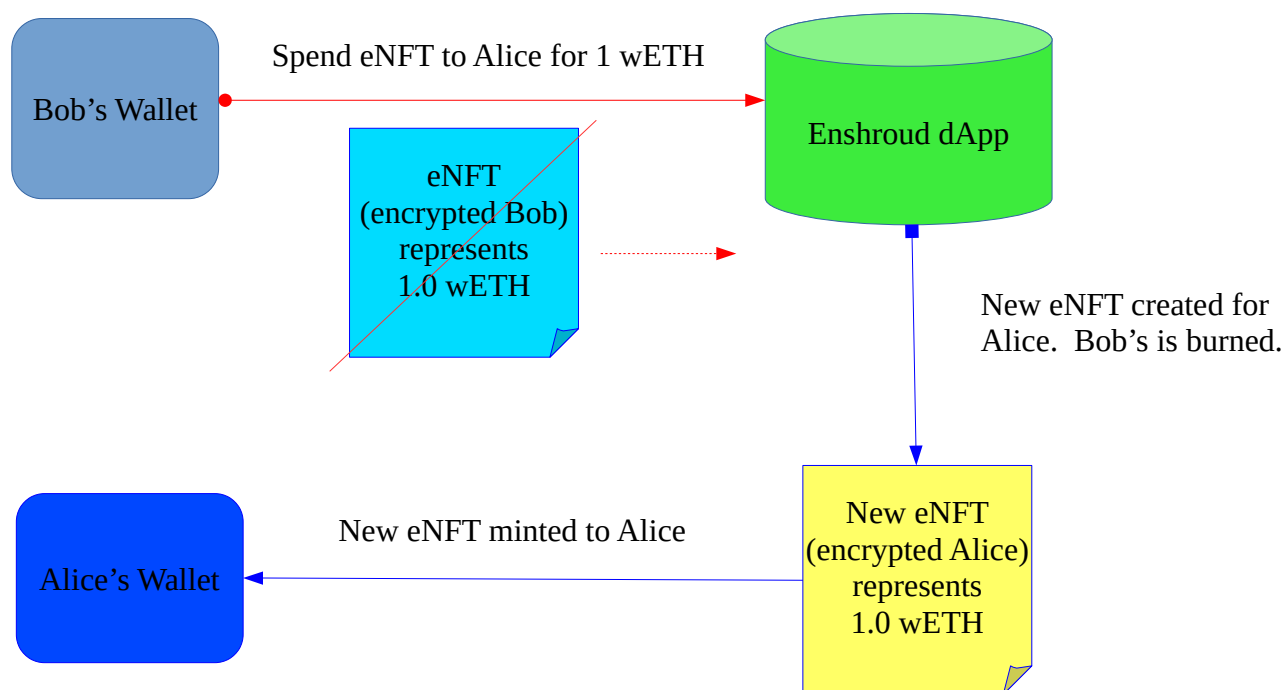 Spend eNFT to Alice for 1 wETH
Bob’s Wallet
Enshroud dApp
eNFT
(encrypted Bob)
represents
1.0 wETH
New eNFT created for
Alice.  Bob’s is burned.
New eNFT
(encrypted Alice)
represents
1.0 wETH
New eNFT minted to Alice
Alice’s Wallet